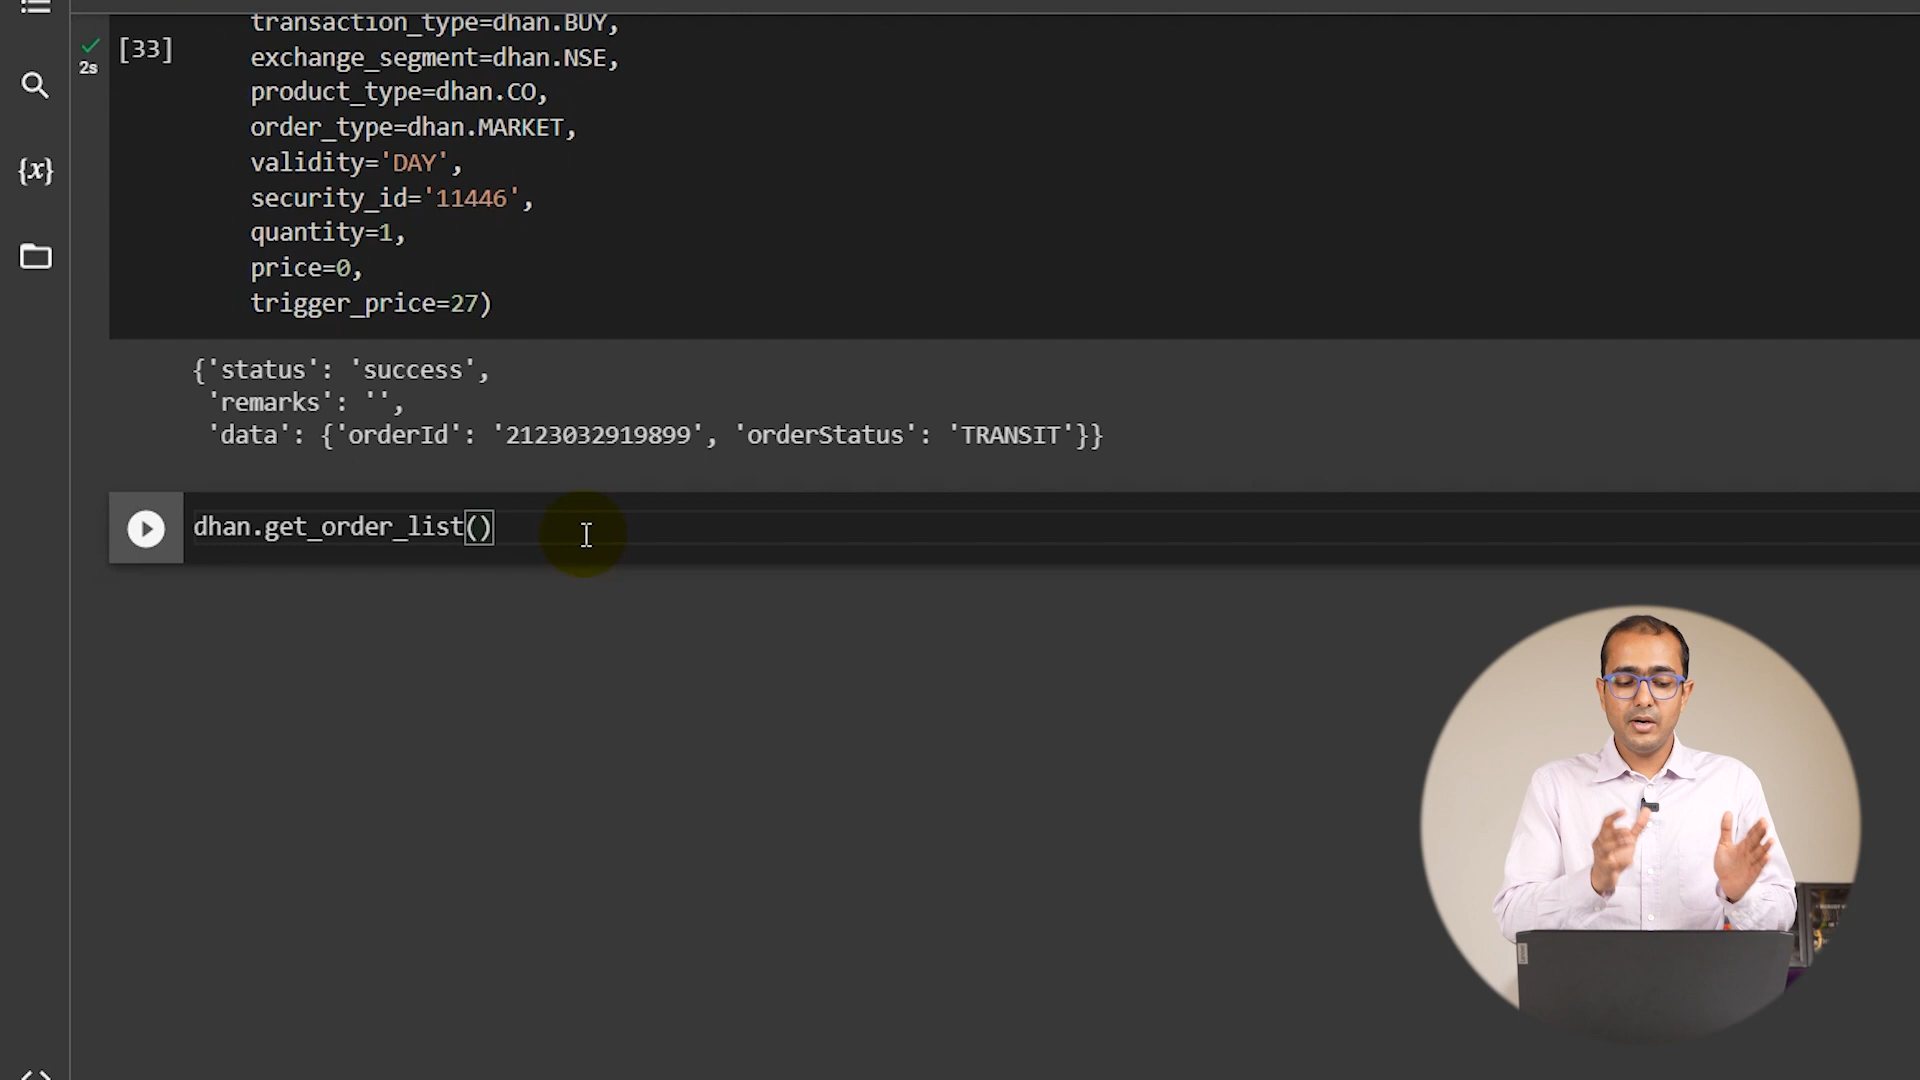 transaction_type=dhan.BUY,
[33]
2s
exchange_segment=dhan.NSE,
product_type=dhan.CO,
order_type=dhan.MARKET,
validity='DAY',
{x}
security_id='11446',
quantity=1,
price=0,
trigger_price=27)
{'status': 'success',
'remarks': '',
'data': {'orderId': '2123032919899', 'orderStatus': 'TRANSIT'}}
dhan.get_order_list()